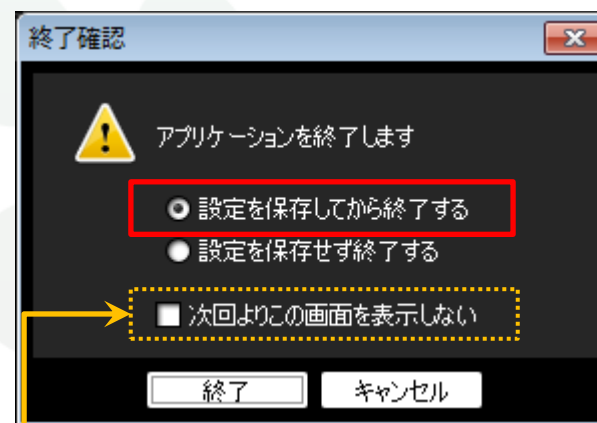 終了確認
アプリケーションを終了します
設定を保存してから終了する
設定を保存せず終了する
次回よりこの画面を表示しない
終了
キャンセル